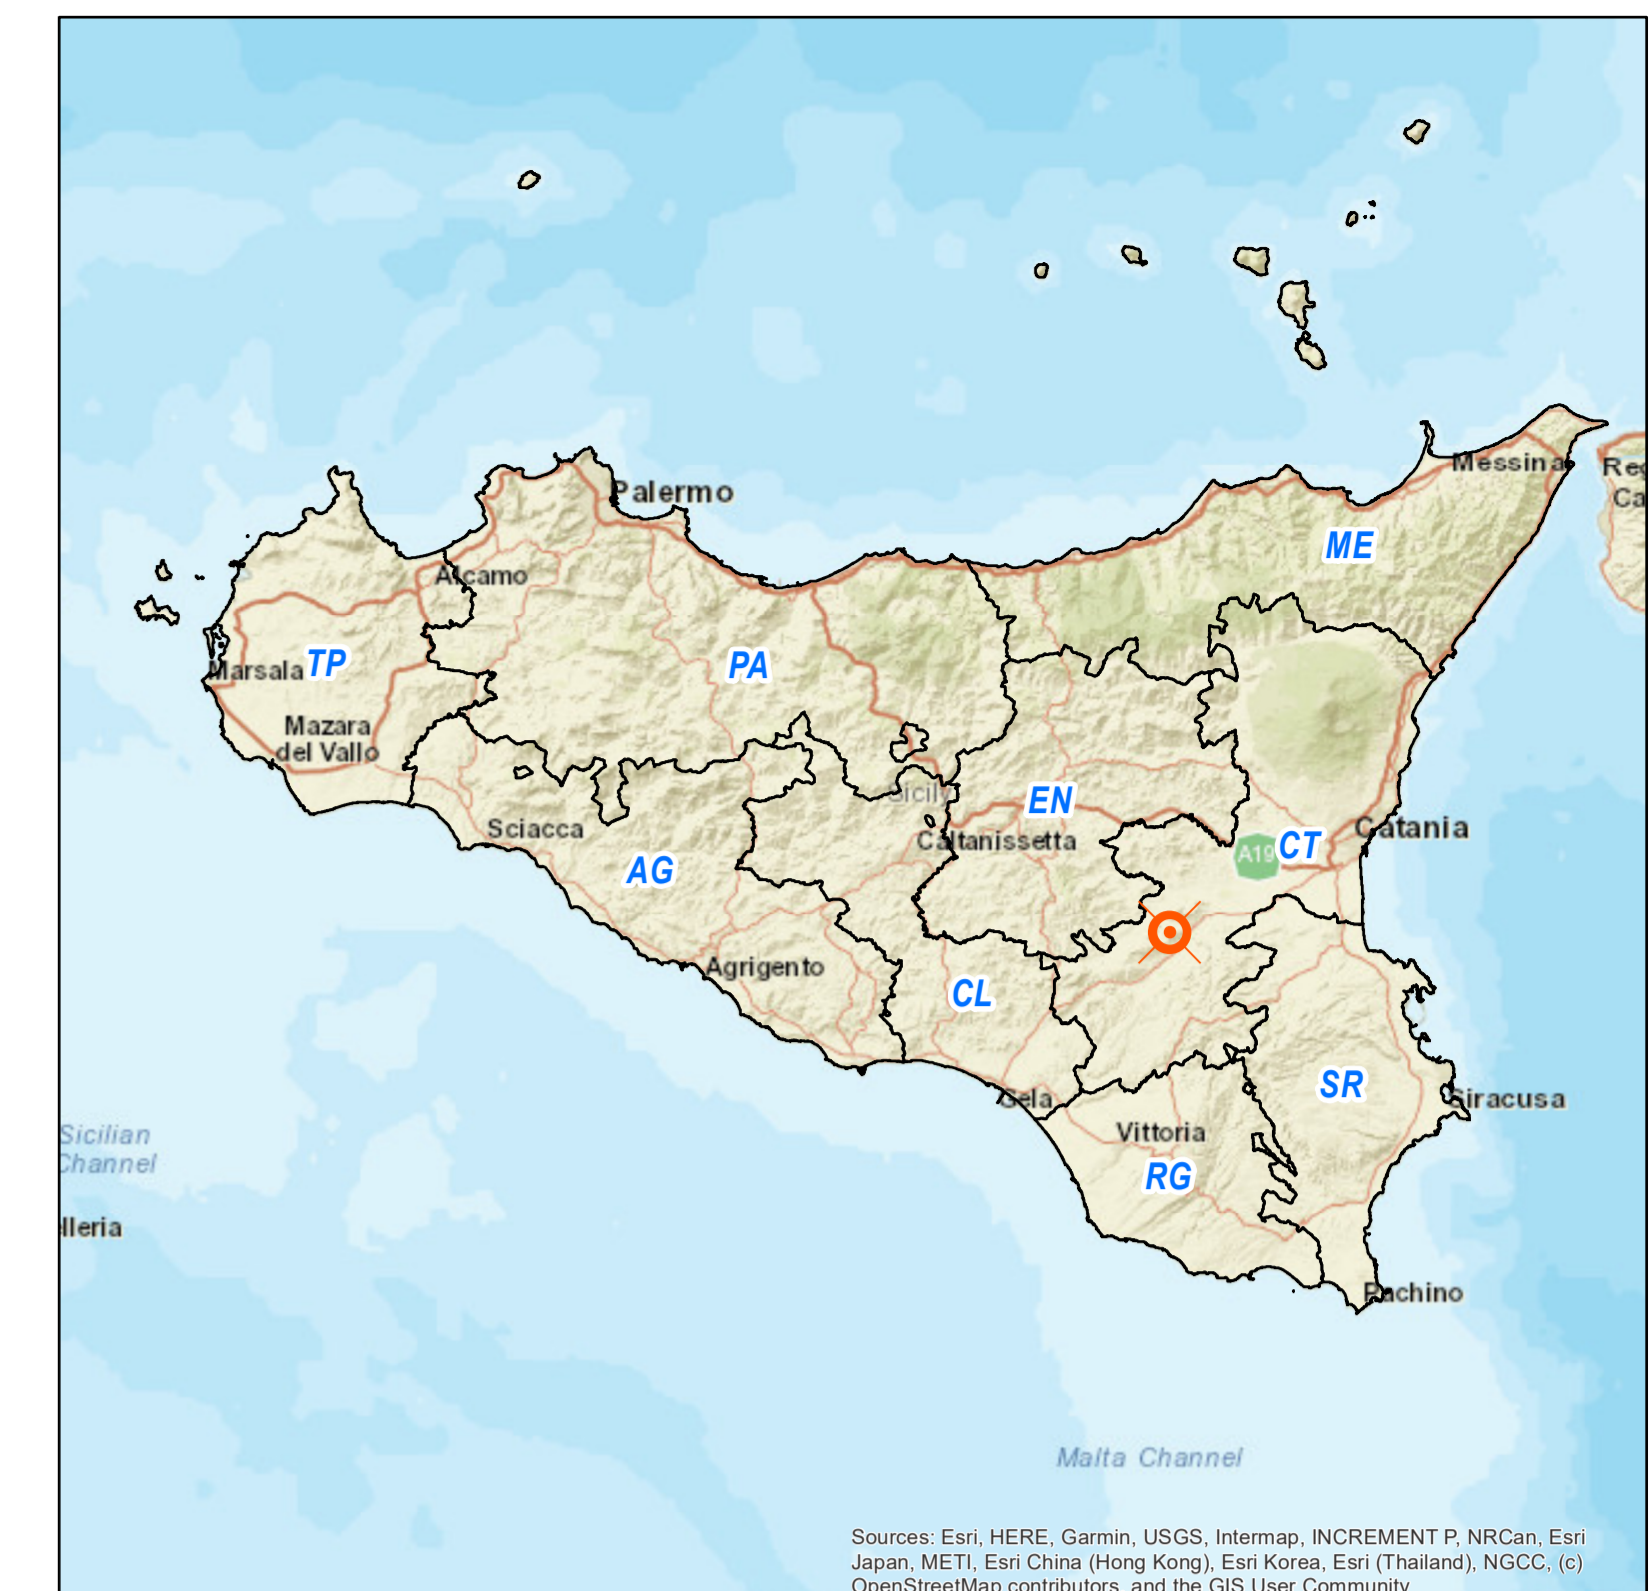 Messina
Reg
Ca
Palermo
ME
Alcamo
Marsala
TP
PA
Mazara
del Vallo
Sicily
EN
Sciacca
Caltanissetta
Catania
A19
CT
AG
Agrigento
CL
SR
Gela
Siracusa
Vittoria
Sicilian
Channel
RG
lleria
Pachino
Malta Channel
Sources: Esri, HERE, Garmin, USGS, Intermap, INCREMENT P, NRCan, Esri
Japan, METI, Esri China (Hong Kong), Esri Korea, Esri (Thailand), NGCC, (c)
OpenStreetMap contributors, and the GIS User Community